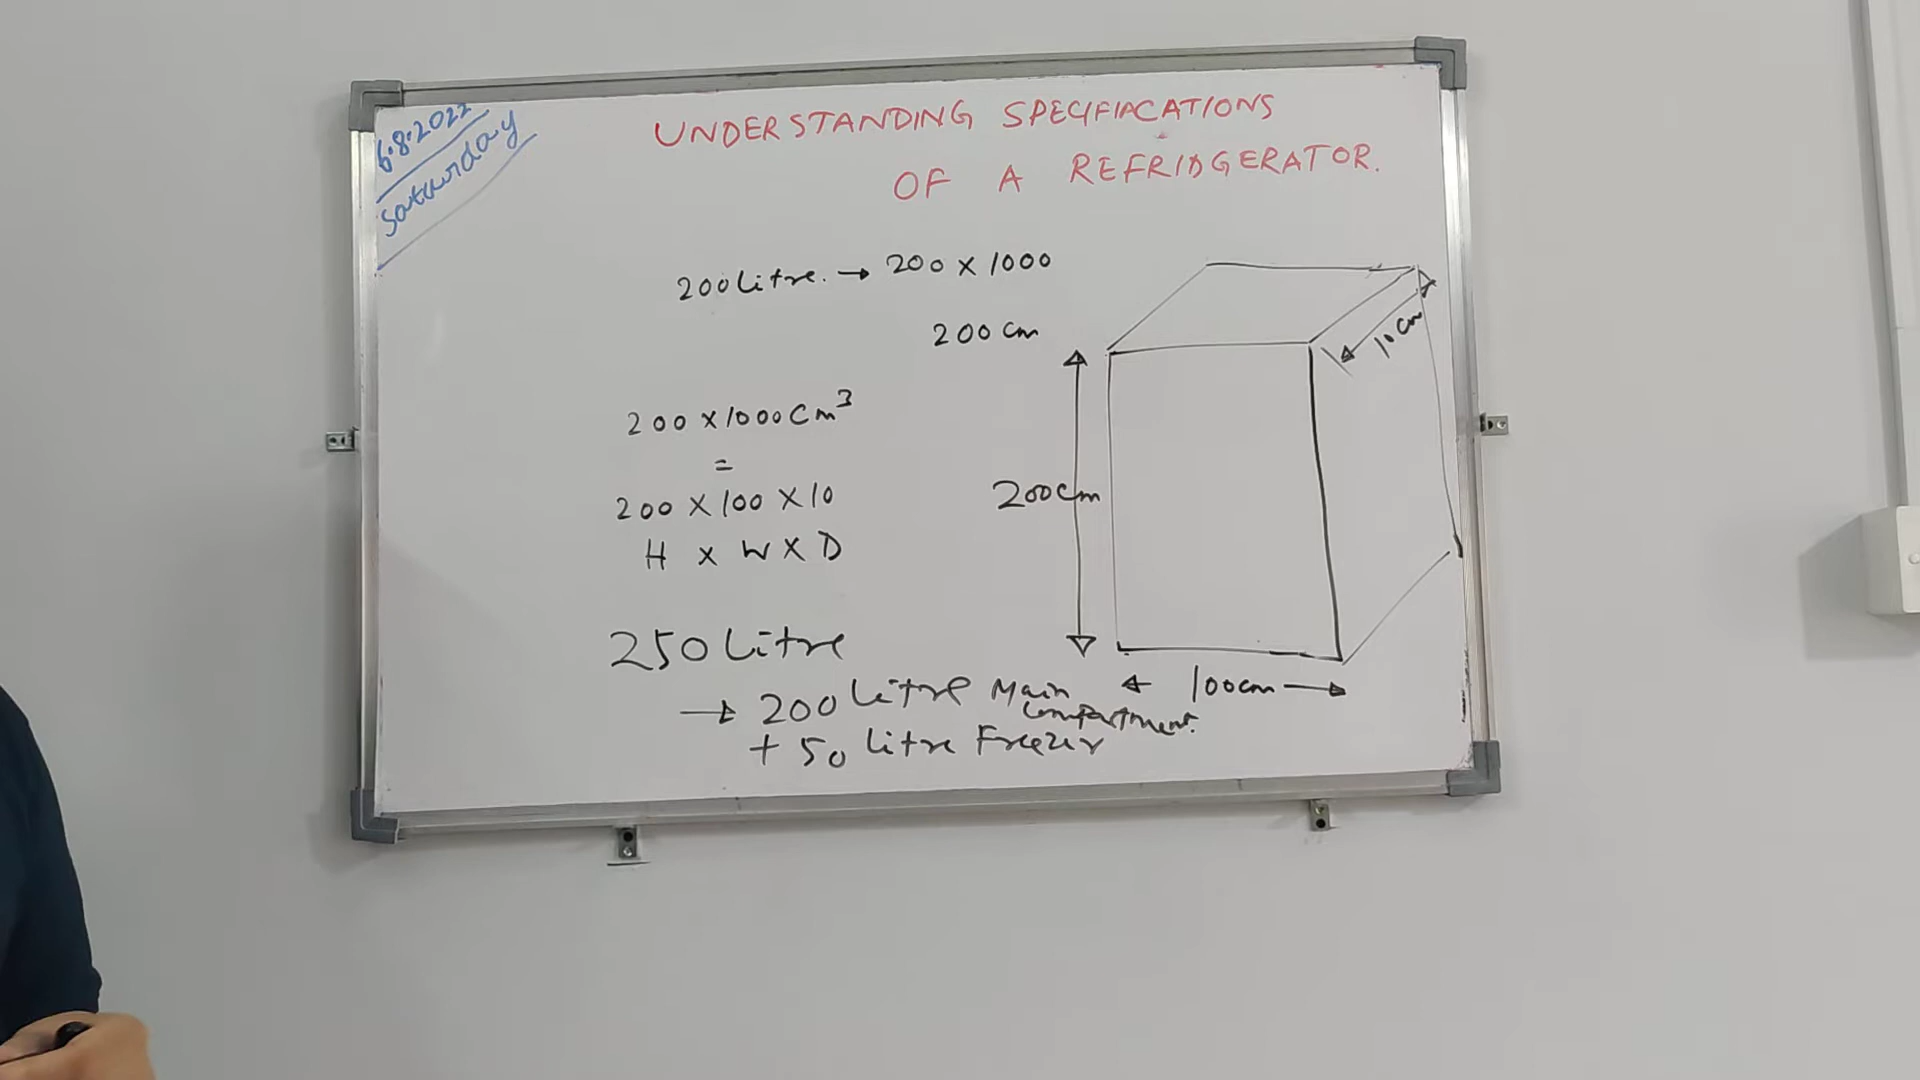 6.8.2022
Saturday
UNDERSTANDING SPECIFIACATIONS
OF A REFRIDGERATOR.
200 Litre. → 200 X 1000
200 cm
10 cm
200 X 1000 Cm³
=
200 X 100 X 10
H X W X D
200cm
250 Litre
→ 200 Litre Main Compartment.
+ 50 litre Freezer
100cm